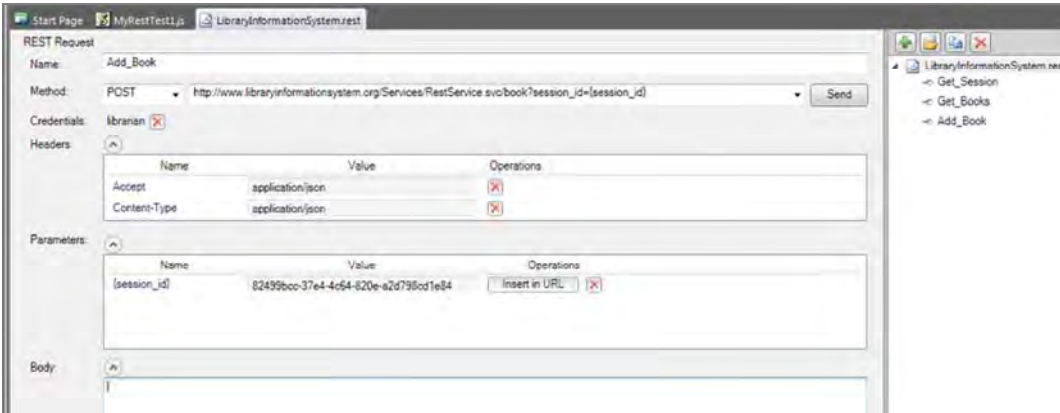 Start Page MyRestTest1.js LibraryInformationSystem.rest
REST Request
Name: Add_Book
Method: POST http://www.libraryinformationsystem.org/Services/RestService.svc/book?session_id={session_id} Send
Credentials: librarian
Headers
Name Value Operations
Accept application/json
Content-Type application/json
Parameters:
Name Value Operations
{session_id} 82499bcc-37e4-4c64-820e-a2d798cd1e84 Insert in URL
Body:
LibraryInformationSystem.res
Get_Session
Get_Books
Add_Book